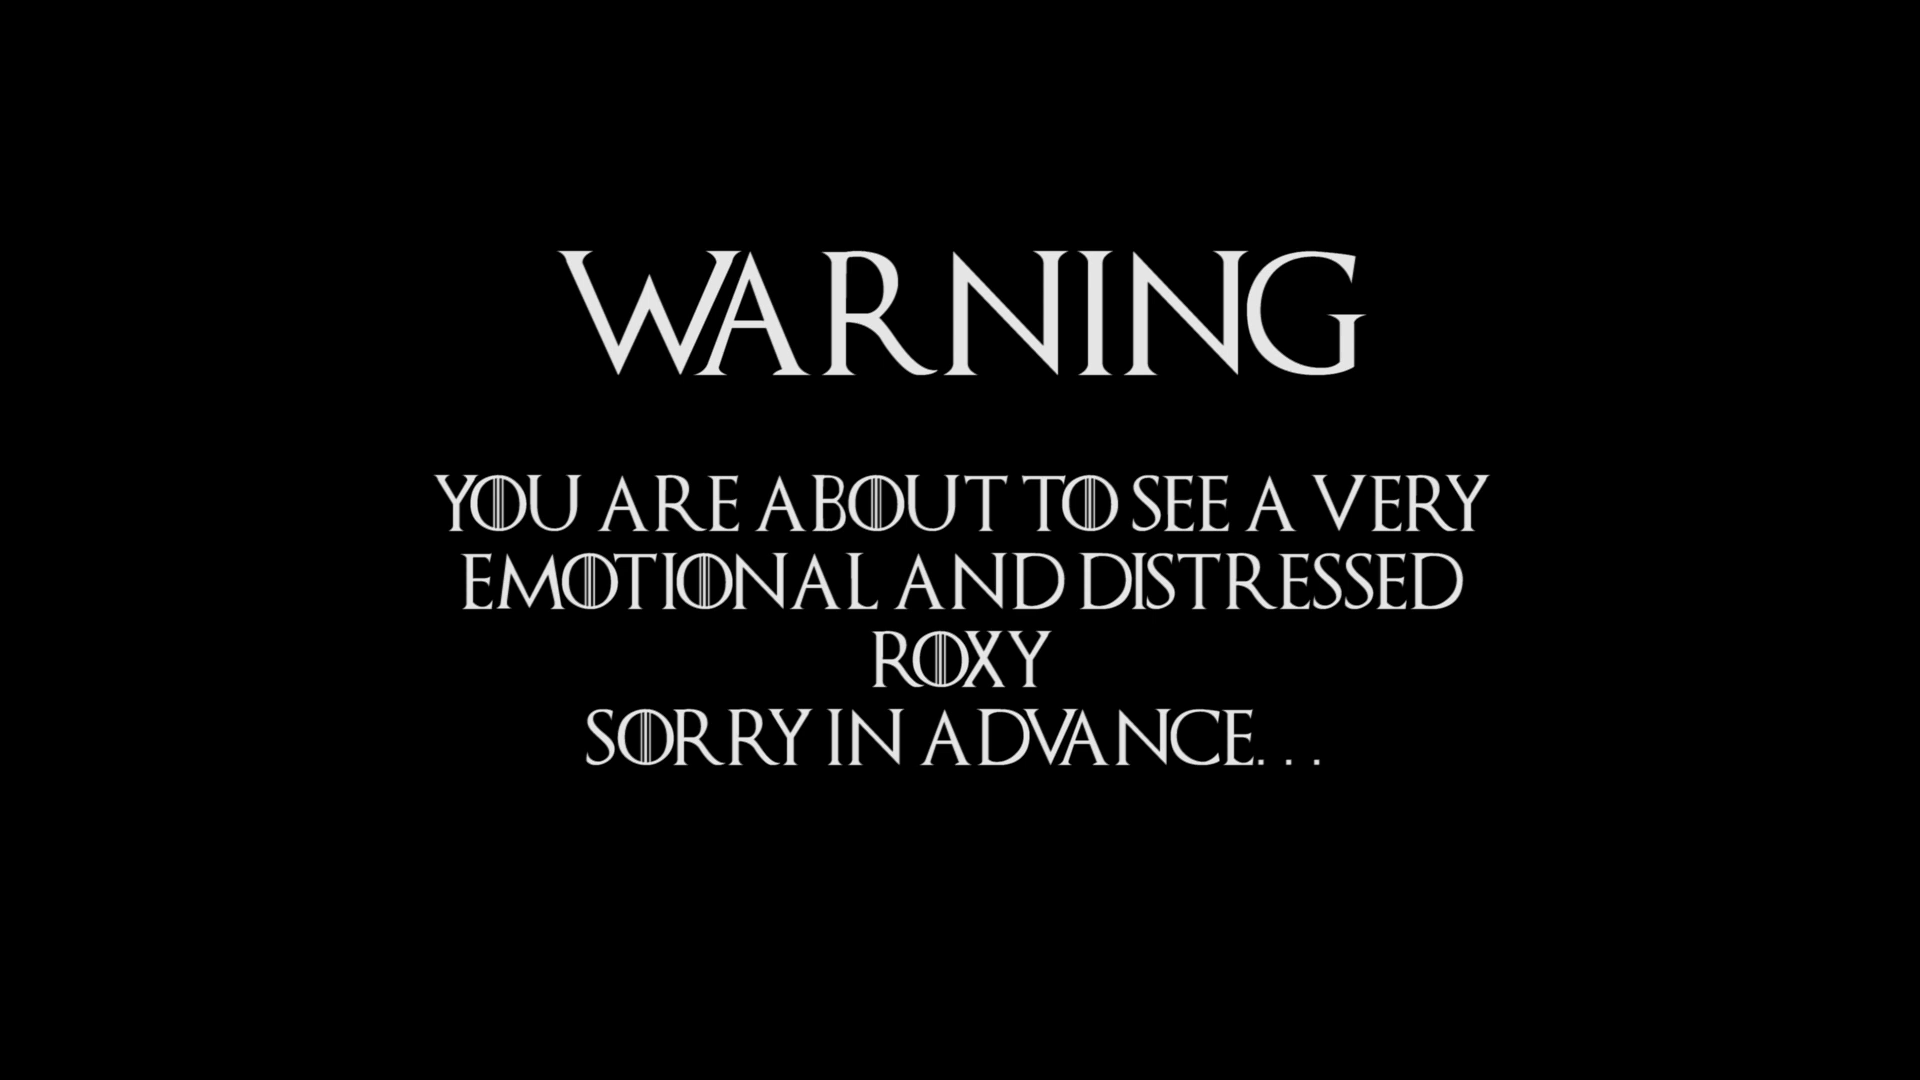 WARNING
YOU ARE ABOUT TO SEE A VERY
EMOTIONAL AND DISTRESSED
ROXY
SORRY IN ADVANCE...